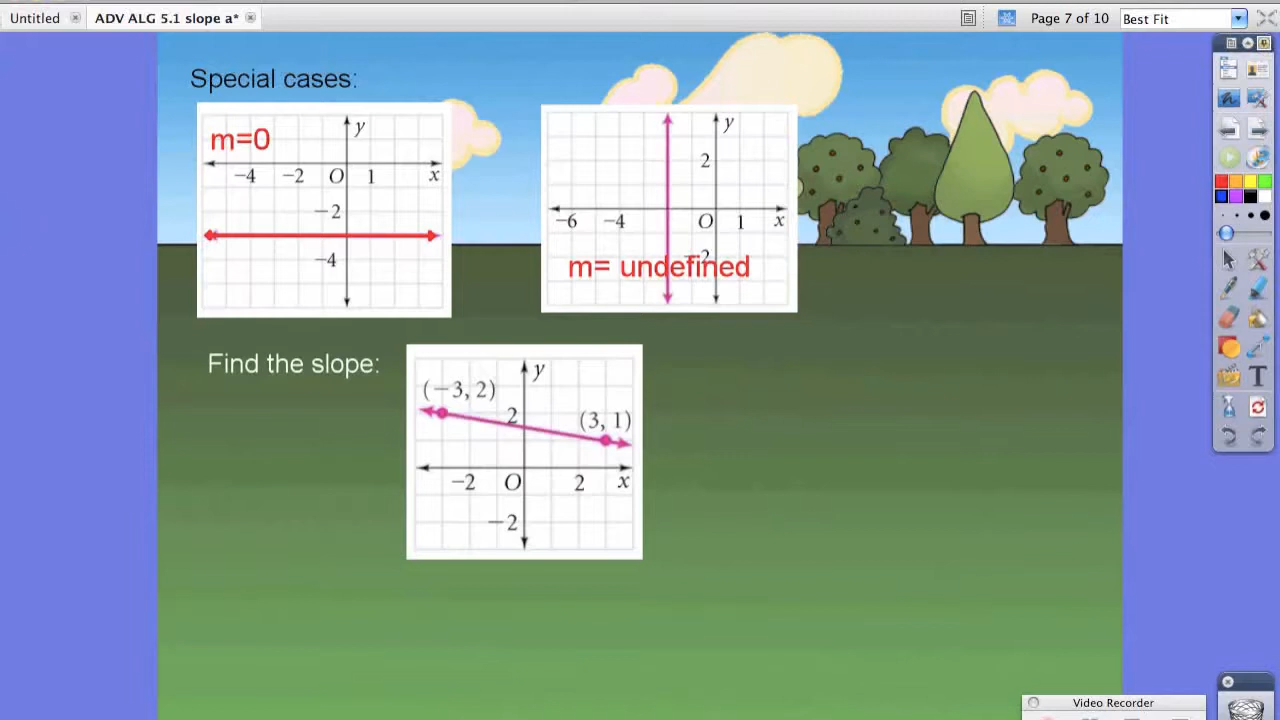 Untitled
ADV ALG 5.1 slope a*
Page 7 of 10
Best Fit
Special cases:
m=0
y
−4 −2 O 1 x
−2
−4
y
2
−6 −4 O 1 x
−2
m= undefined
Find the slope:
y
(−3, 2)
2
(3, 1)
−2 O 2 x
−2
T
Video Recorder